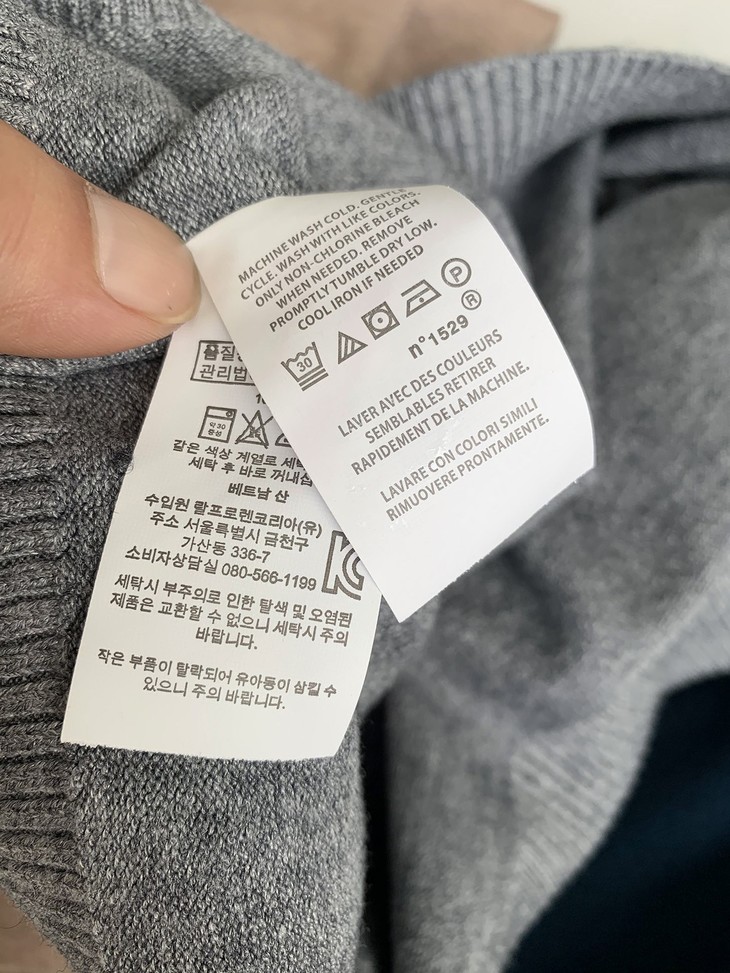 MACHINE WASH COLD. GENTLE
CYCLE. WASH WITH LIKE COLORS.
ONLY NON-CHLORINE BLEACH
WHEN NEEDED. REMOVE
PROMPTLY TUMBLE DRY LOW.
COOL IRON IF NEEDED
30
P
n°1529 ®
LAVER AVEC DES COULEURS
SEMBLABLES RETIRER
RAPIDEMENT DE LA MACHINE.
LAVARE CON COLORI SIMILI
RIMUOVERE PRONTAMENTE.
관리법
약 30
중성
같은 색상 계열로
세탁 후 바로
베트남 산
수입원 랄프로렌코리아(유)
주소 서울특별시 금천구
가산동 336-7
소비자상담실 080-566-1199
세탁시 부주의로 인한 탈색 및 오염된
제품은 교환할 수 없으니 세탁시 주의
바랍니다.
작은 부품이 탈락되어 유아동이 삼킬 수
있으니 주의 바랍니다.